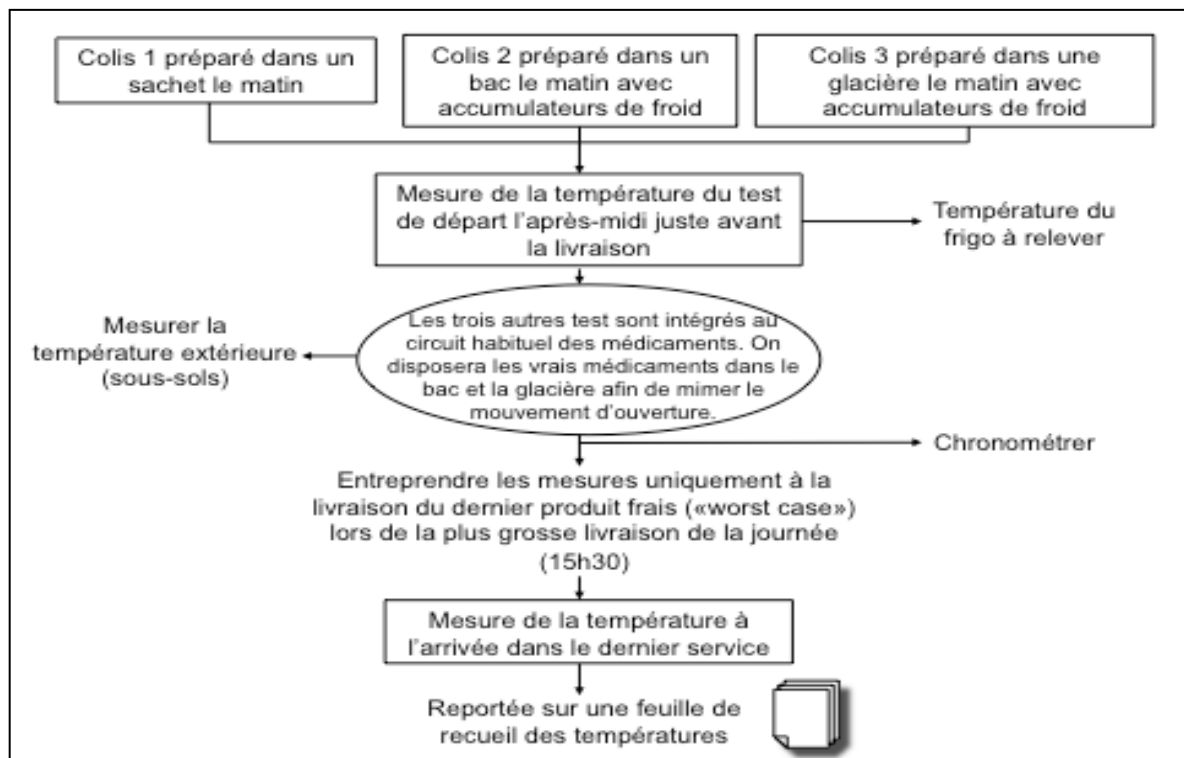 Colis 1 préparé dans un
sachet le matin
Colis 2 préparé dans un
bac le matin avec
accumulateurs de froid
Colis 3 préparé dans une
glacière le matin avec
accumulateurs de froid
Mesure de la température du test
de départ l'après-midi juste avant
la livraison
Température du
frigo à relever
Mesurer la
température extérieure
(sous-sols)
Les trois autres test sont intégrés au
circuit habituel des médicaments. On
disposera les vrais médicaments dans le
bac et la glacière afin de mimer le
mouvement d'ouverture.
Chronométrer
Entreprendre les mesures uniquement à la
livraison du dernier produit frais («worst case»)
lors de la plus grosse livraison de la journée
(15h30)
Mesure de la température à
l'arrivée dans le dernier service
Reportée sur une feuille de
recueil des températures